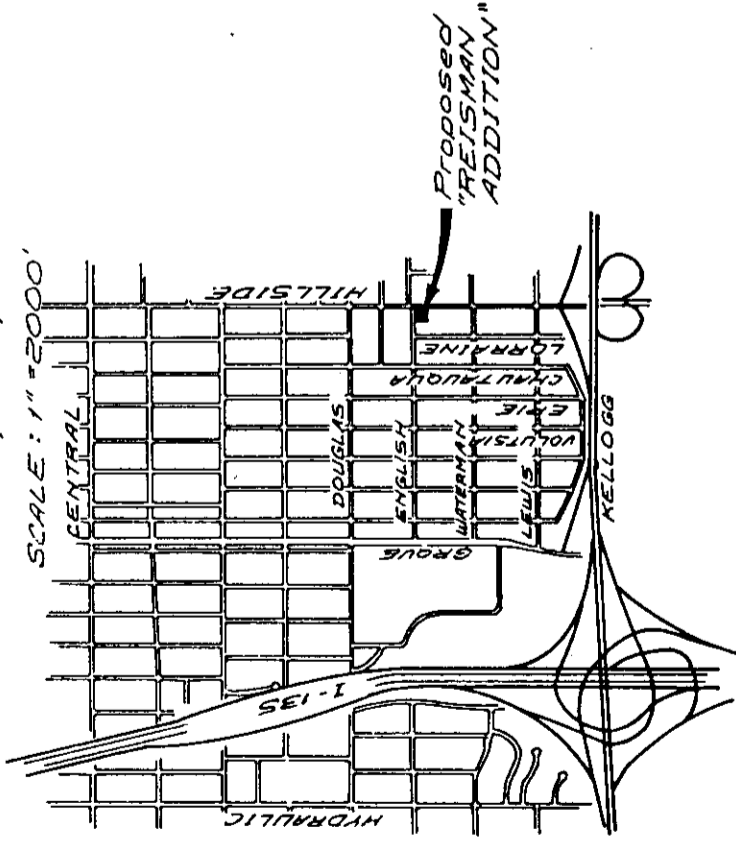 SCALE: 1"=2000'
CENTRAL
HILLSIDE
Proposed
"REISMAN
ADDITION"
LORRAINE
CHAUTAUQUA
ERIE
VOLUTSIA
DOUGLAS
ENGLISH
WATERMAN
LEWIS
KELLOGG
GROVE
I-135
HYDRAULIC